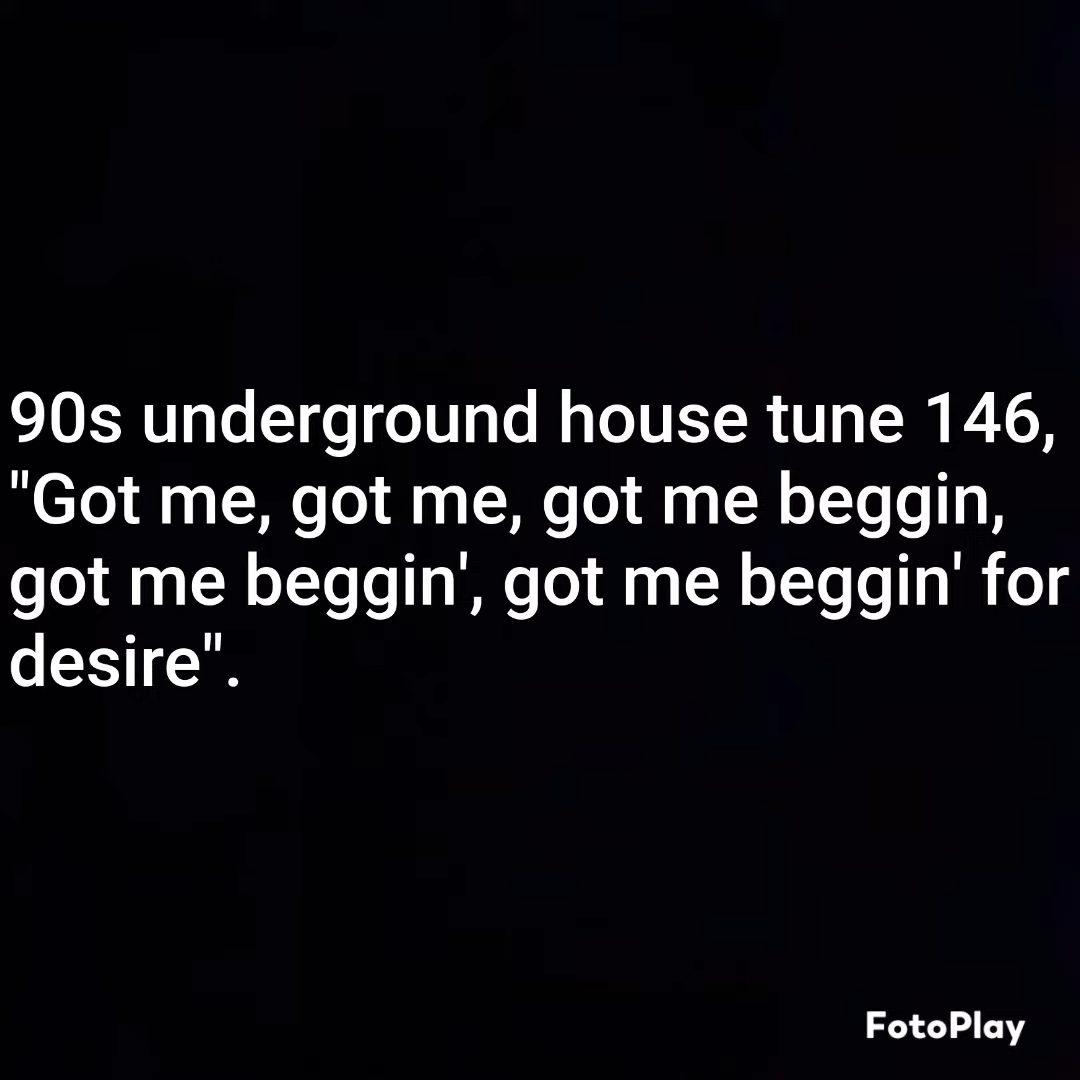 90s underground house tune 146,
"Got me, got me, got me beggin,
got me beggin', got me beggin' for
desire".
FotoPlay